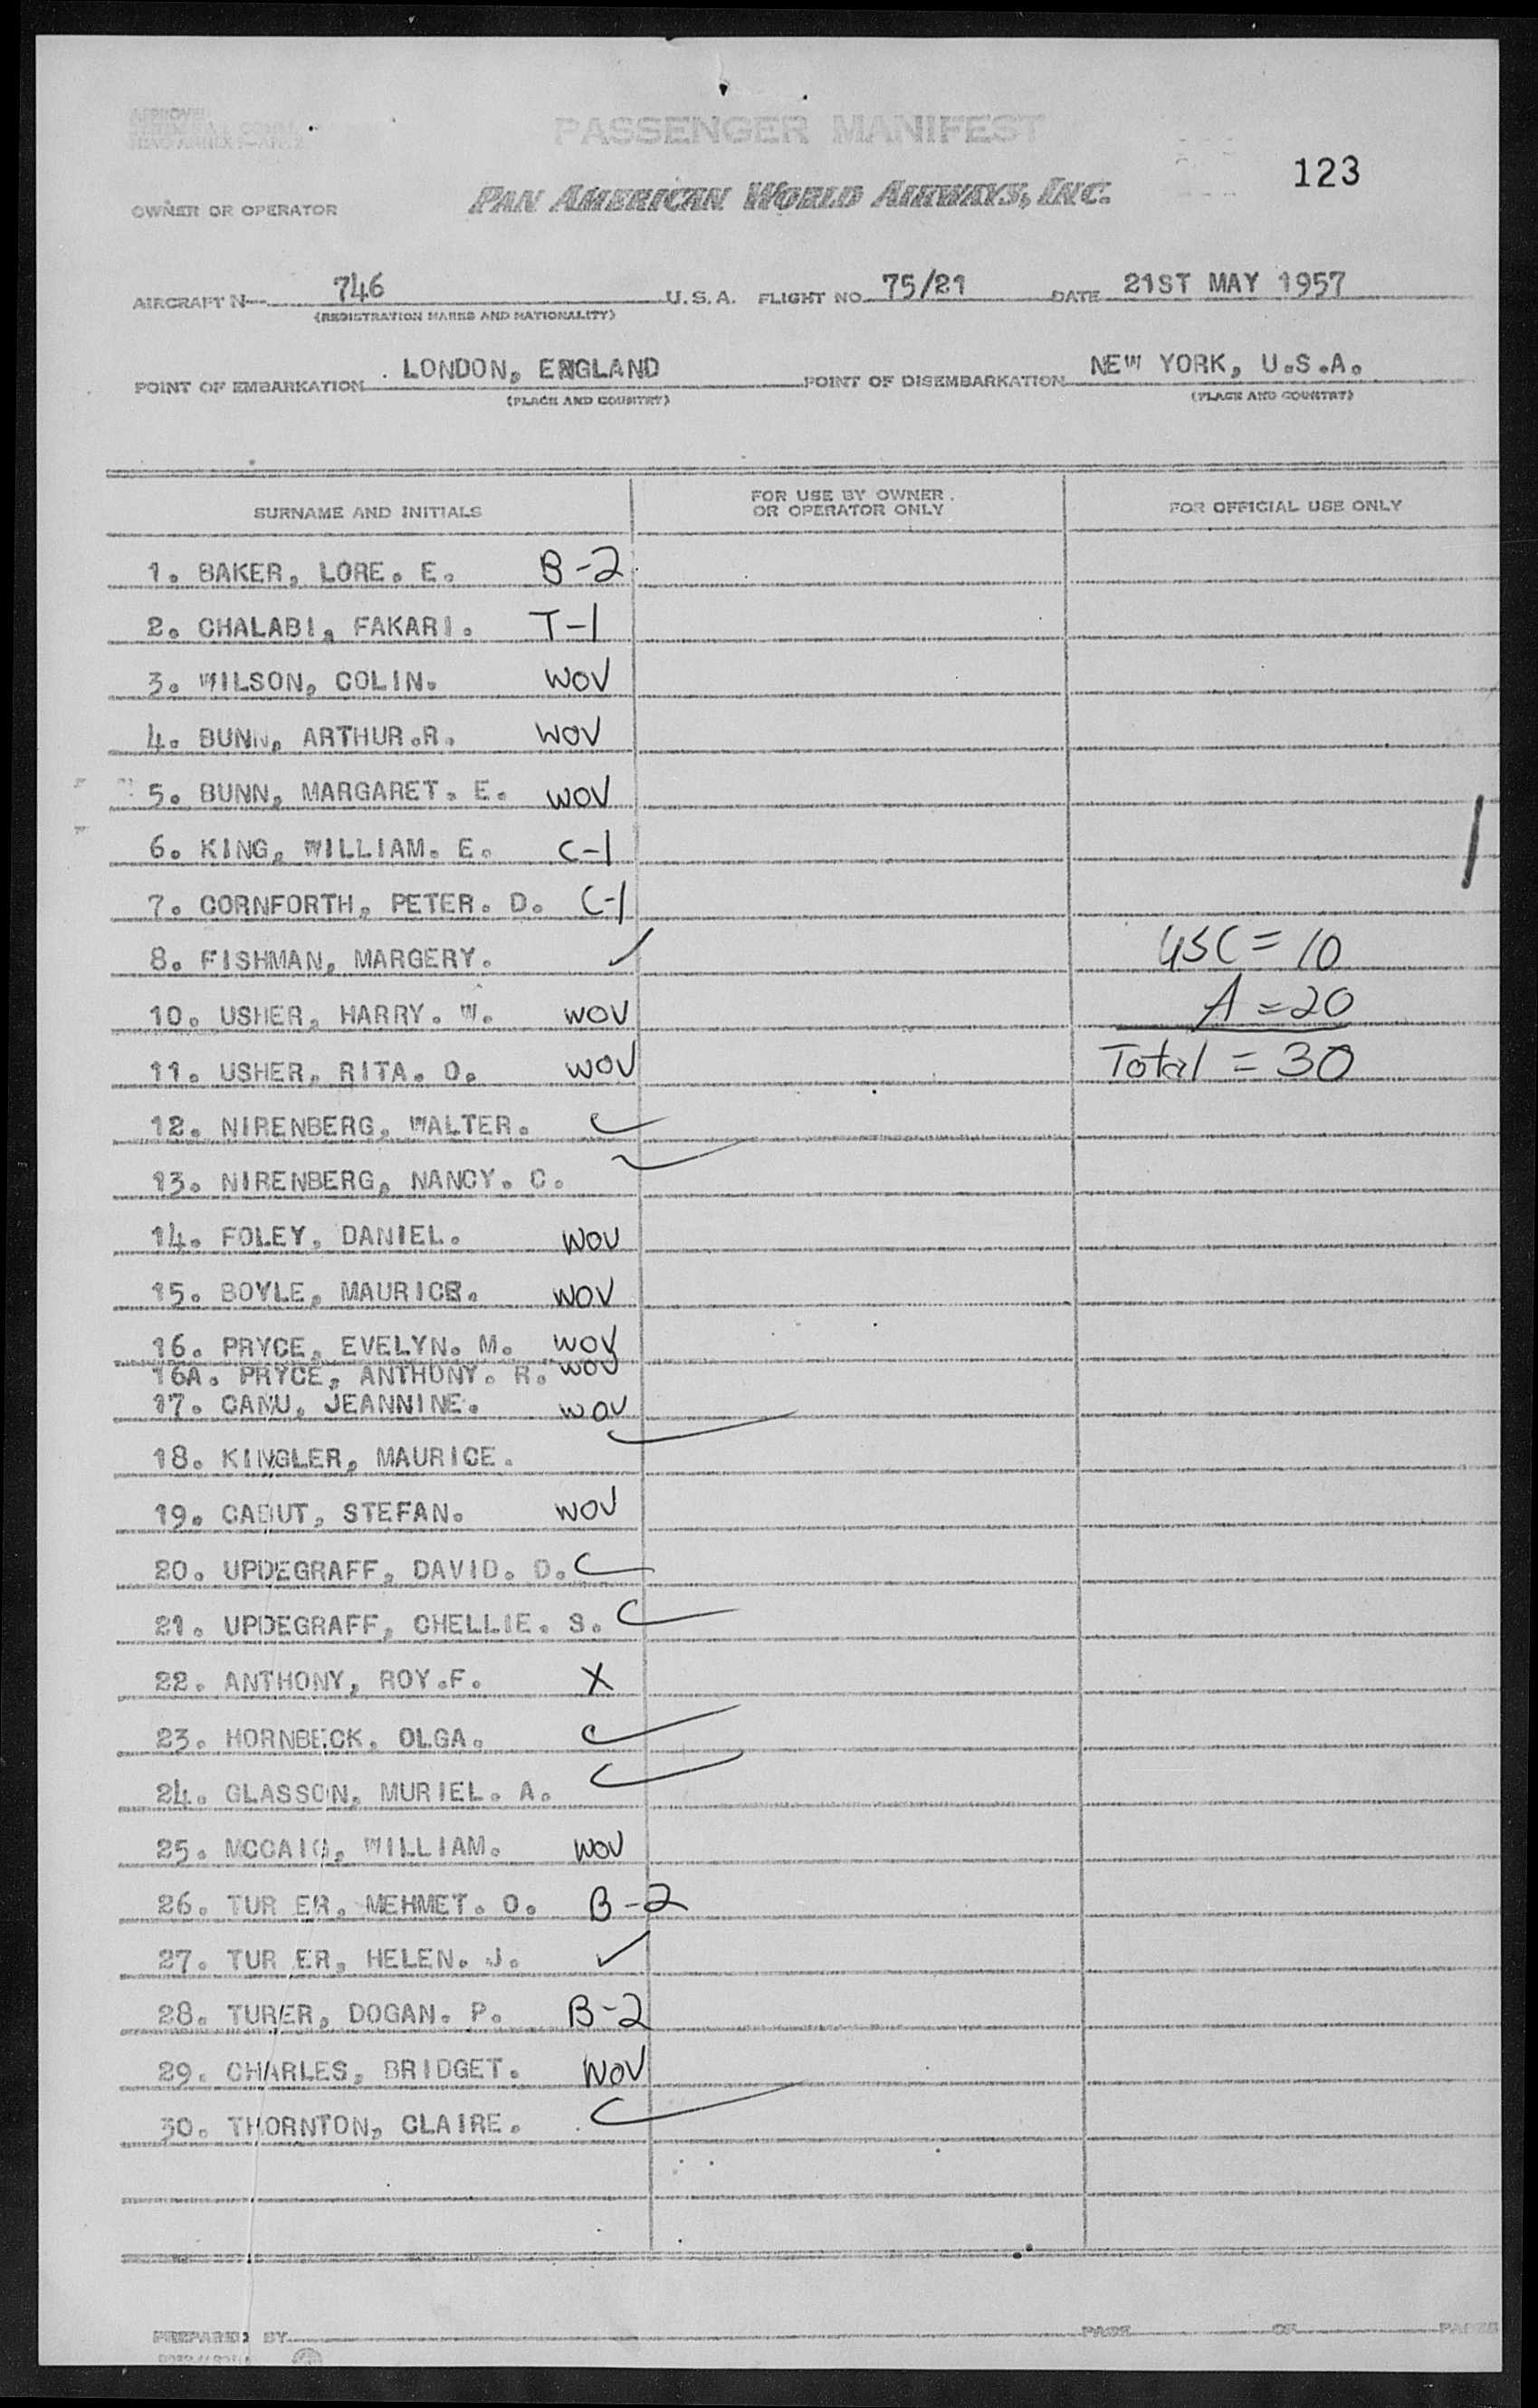 APPROVE
PASSENGER MANIFEST
123
OWNER OR OPERATOR
PAN AMERICAN WORLD AIRWAYS, INC.
AIRCRAFT N 746 U.S.A. FLIGHT NO. 75/21 DATE 21ST MAY 1957
(REGISTRATION MARKS AND NATIONALITY)
POINT OF EMBARKATION LONDON, ENGLAND POINT OF DISEMBARKATION NEW YORK, U.S.A.
(PLACE AND COUNTRY) (PLACE AND COUNTRY)
SURNAME AND INITIALS FOR USE BY OWNER OR OPERATOR ONLY FOR OFFICIAL USE ONLY
1. BAKER, LORE. E. B-2
2. CHALABI, FAKARI. T-1
3. WILSON, COLIN. WOV
4. BUNN, ARTHUR.R. WOV
5. BUNN, MARGARET. E. WOV
6. KING, WILLIAM. E. C-1
7. CORNFORTH, PETER. D. C-1
8. FISHMAN, MARGERY. ✓ USC = 10
10. USHER, HARRY. W. WOV A = 20
11. USHER, RITA. O. WOV Total = 30
12. NIRENBERG, WALTER. ✓
13. NIRENBERG, NANCY. C. ✓
14. FOLEY, DANIEL. WOV
15. BOYLE, MAURICE. WOV
16. PRYCE, EVELYN. M. WOV
16A. PRYCE, ANTHONY. R. WOV
17. CANU, JEANNINE. WOV
18. KINGLER, MAURICE. ✓
19. CABUT, STEFAN. WOV
20. UPDEGRAFF, DAVID. D. ✓
21. UPDEGRAFF, CHELLIE. S. ✓
22. ANTHONY, ROY.F. X
23. HORNBECK, OLGA. ✓
24. GLASSON, MURIEL. A. ✓
25. MCCAIG, WILLIAM. WOV
26. TUR ER, MEHMET. O. B-2
27. TUR ER, HELEN. J. ✓
28. TURER, DOGAN. P. B-2
29. CHARLES, BRIDGET. WOV
30. THORNTON, CLAIRE. ✓
PREPARED BY PAGE OF PAGES